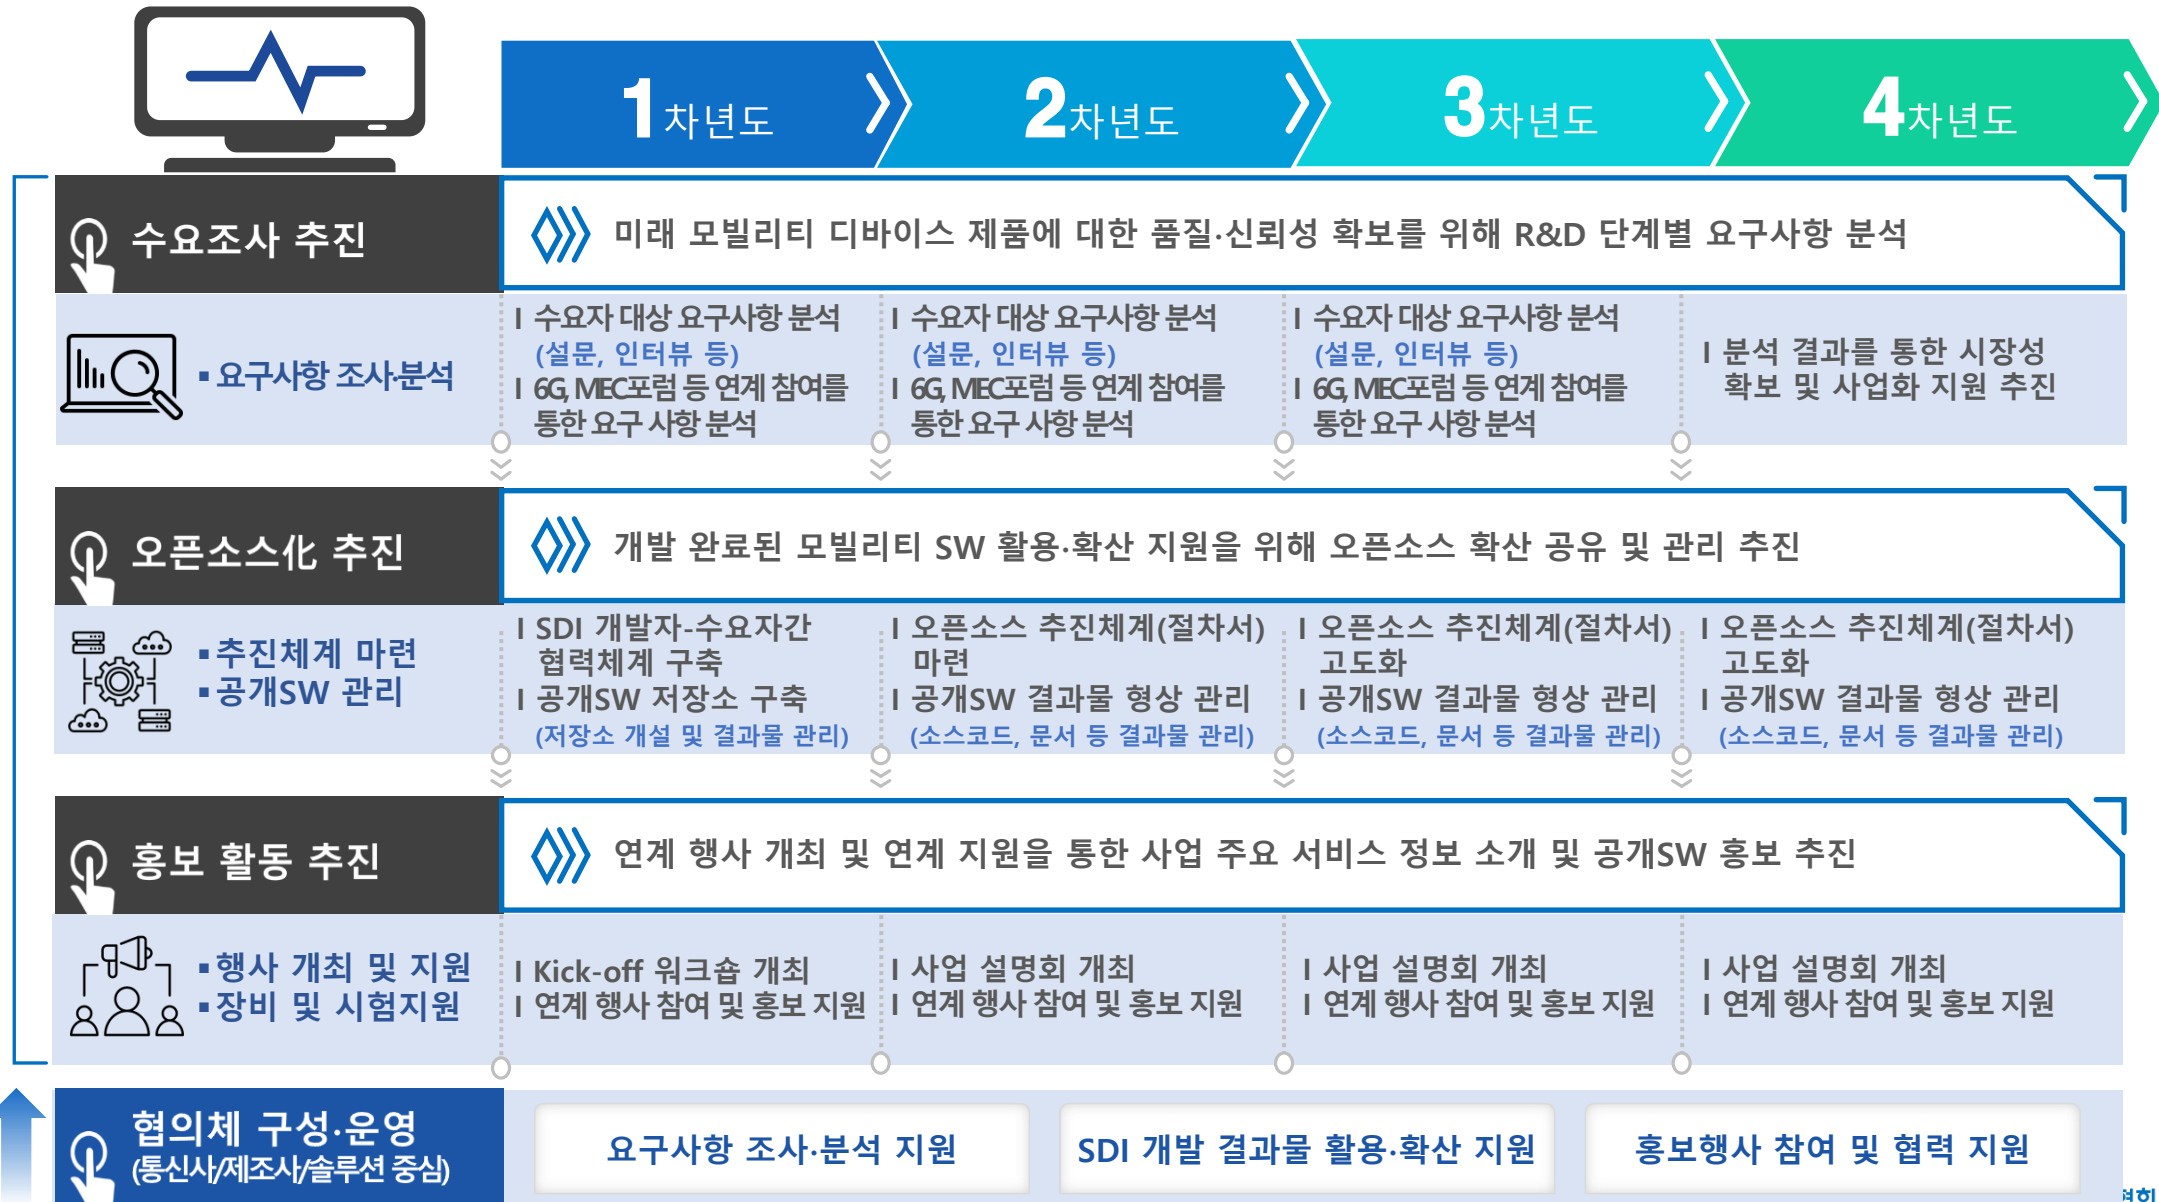 1차년도
2차년도
3차년도
4차년도
수요조사 추진
미래 모빌리티 디바이스 제품에 대한 품질·신뢰성 확보를 위해 R&D 단계별 요구사항 분석
▪요구사항 조사·분석
l 수요자 대상 요구사항 분석
(설문, 인터뷰 등)
l 6G, MEC포럼 등 연계 참여를
통한 요구 사항 분석
l 수요자 대상 요구사항 분석
(설문, 인터뷰 등)
l 6G, MEC포럼 등 연계 참여를
통한 요구 사항 분석
l 수요자 대상 요구사항 분석
(설문, 인터뷰 등)
l 6G, MEC포럼 등 연계 참여를
통한 요구 사항 분석
l 분석 결과를 통한 시장성
확보 및 사업화 지원 추진
오픈소스化 추진
개발 완료된 모빌리티 SW 활용·확산 지원을 위해 오픈소스 확산 공유 및 관리 추진
▪추진체계 마련
▪공개SW 관리
l SDI 개발자-수요자간
협력체계 구축
l 공개SW 저장소 구축
(저장소 개설 및 결과물 관리)
l 오픈소스 추진체계(절차서)
마련
l 공개SW 결과물 형상 관리
(소스코드, 문서 등 결과물 관리)
l 오픈소스 추진체계(절차서)
고도화
l 공개SW 결과물 형상 관리
(소스코드, 문서 등 결과물 관리)
l 오픈소스 추진체계(절차서)
고도화
l 공개SW 결과물 형상 관리
(소스코드, 문서 등 결과물 관리)
홍보 활동 추진
연계 행사 개최 및 연계 지원을 통한 사업 주요 서비스 정보 소개 및 공개SW 홍보 추진
▪행사 개최 및 지원
▪장비 및 시험지원
l Kick-off 워크숍 개최
l 연계 행사 참여 및 홍보 지원
l 사업 설명회 개최
l 연계 행사 참여 및 홍보 지원
l 사업 설명회 개최
l 연계 행사 참여 및 홍보 지원
l 사업 설명회 개최
l 연계 행사 참여 및 홍보 지원
협의체 구성·운영
(통신사/제조사/솔루션 중심)
요구사항 조사·분석 지원
SDI 개발 결과물 활용·확산 지원
홍보행사 참여 및 협력 지원